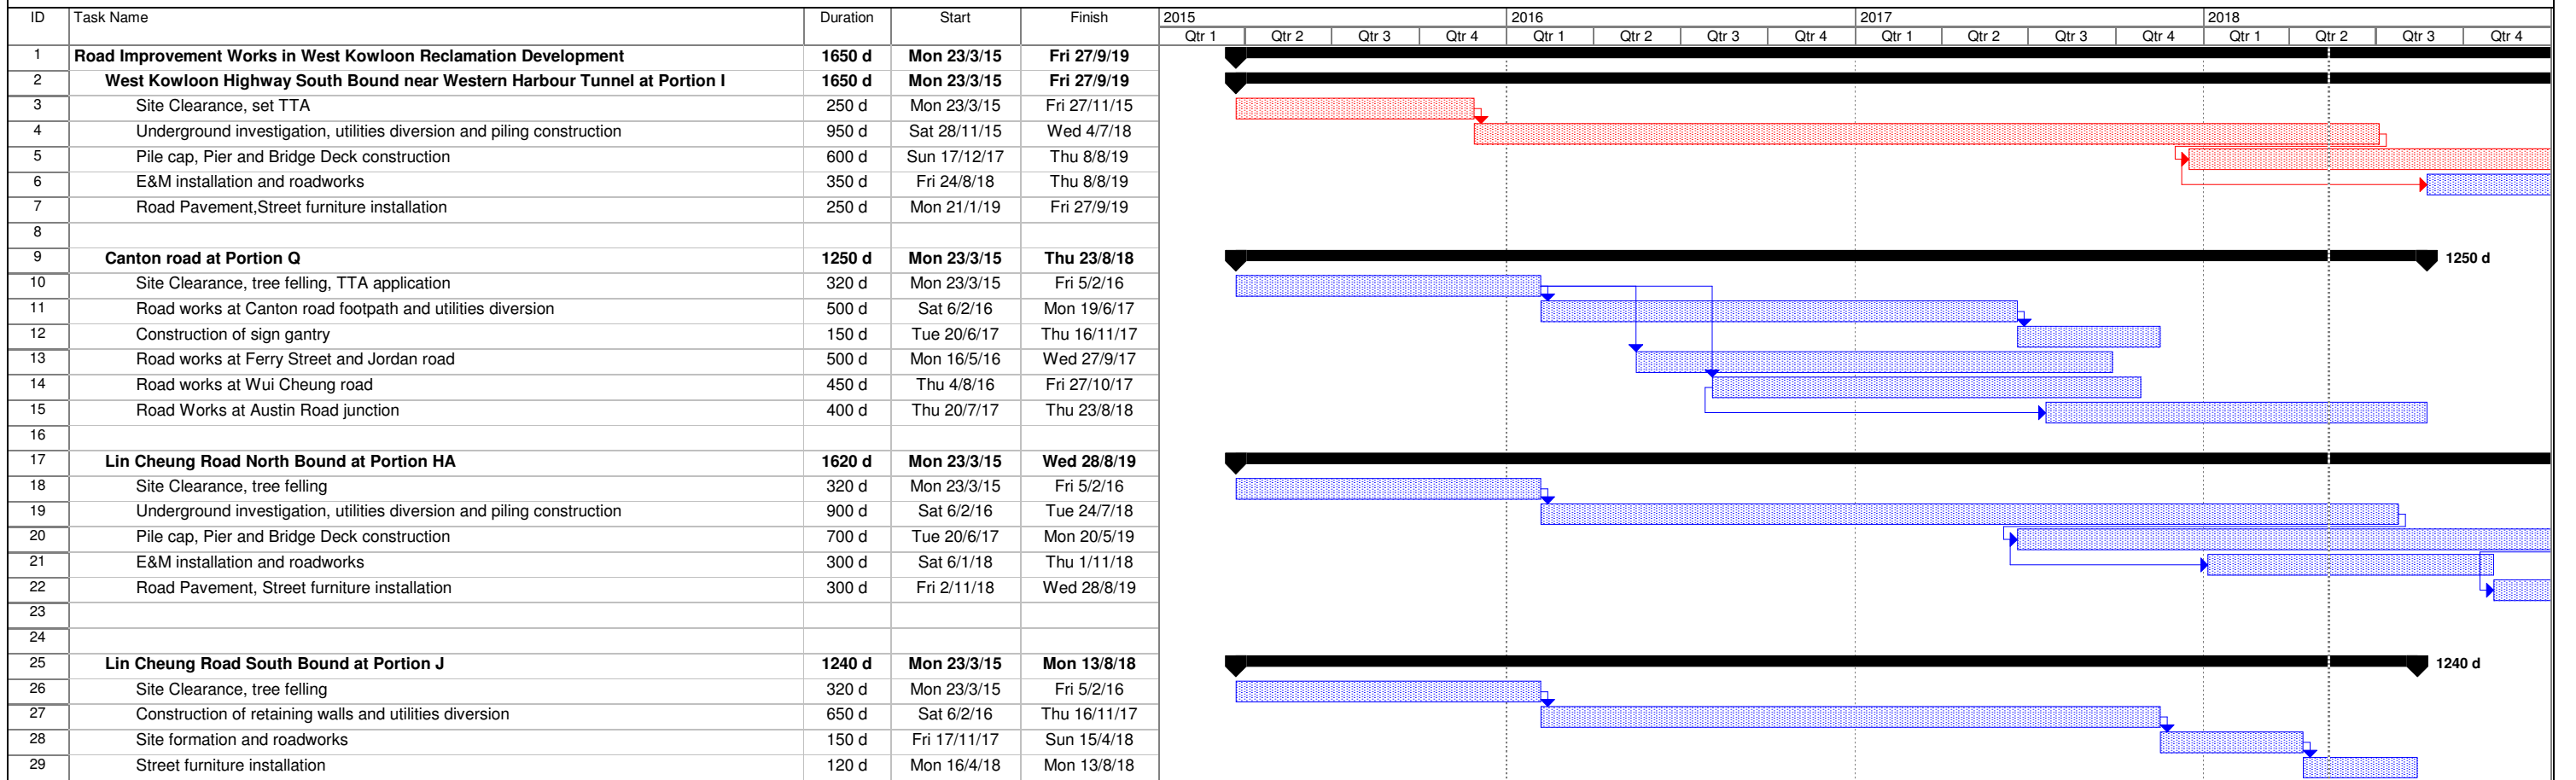 ID Task Name Duration Start Finish 2015 2016 2017 2018
Qtr 1 Qtr 2 Qtr 3 Qtr 4 Qtr 1 Qtr 2 Qtr 3 Qtr 4 Qtr 1 Qtr 2 Qtr 3 Qtr 4 Qtr 1 Qtr 2 Qtr 3 Qtr 4
1 Road Improvement Works in West Kowloon Reclamation Development 1650 d Mon 23/3/15 Fri 27/9/19
2 West Kowloon Highway South Bound near Western Harbour Tunnel at Portion I 1650 d Mon 23/3/15 Fri 27/9/19
3 Site Clearance, set TTA 250 d Mon 23/3/15 Fri 27/11/15
4 Underground investigation, utilities diversion and piling construction 950 d Sat 28/11/15 Wed 4/7/18
5 Pile cap, Pier and Bridge Deck construction 600 d Sun 17/12/17 Thu 8/8/19
6 E&M installation and roadworks 350 d Fri 24/8/18 Thu 8/8/19
7 Road Pavement,Street furniture installation 250 d Mon 21/1/19 Fri 27/9/19
8
9 Canton road at Portion Q 1250 d Mon 23/3/15 Thu 23/8/18 1250 d
10 Site Clearance, tree felling, TTA application 320 d Mon 23/3/15 Fri 5/2/16
11 Road works at Canton road footpath and utilities diversion 500 d Sat 6/2/16 Mon 19/6/17
12 Construction of sign gantry 150 d Tue 20/6/17 Thu 16/11/17
13 Road works at Ferry Street and Jordan road 500 d Mon 16/5/16 Wed 27/9/17
14 Road works at Wui Cheung road 450 d Thu 4/8/16 Fri 27/10/17
15 Road Works at Austin Road junction 400 d Thu 20/7/17 Thu 23/8/18
16
17 Lin Cheung Road North Bound at Portion HA 1620 d Mon 23/3/15 Wed 28/8/19
18 Site Clearance, tree felling 320 d Mon 23/3/15 Fri 5/2/16
19 Underground investigation, utilities diversion and piling construction 900 d Sat 6/2/16 Tue 24/7/18
20 Pile cap, Pier and Bridge Deck construction 700 d Tue 20/6/17 Mon 20/5/19
21 E&M installation and roadworks 300 d Sat 6/1/18 Thu 1/11/18
22 Road Pavement, Street furniture installation 300 d Fri 2/11/18 Wed 28/8/19
23
24
25 Lin Cheung Road South Bound at Portion J 1240 d Mon 23/3/15 Mon 13/8/18 1240 d
26 Site Clearance, tree felling 320 d Mon 23/3/15 Fri 5/2/16
27 Construction of retaining walls and utilities diversion 650 d Sat 6/2/16 Thu 16/11/17
28 Site formation and roadworks 150 d Fri 17/11/17 Sun 15/4/18
29 Street furniture installation 120 d Mon 16/4/18 Mon 13/8/18